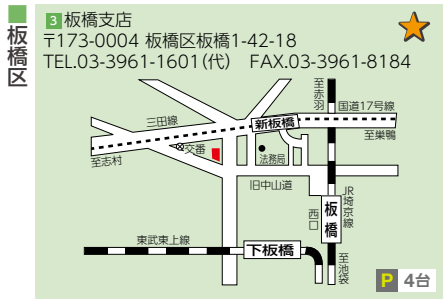 板橋区
3 板橋支店
〒173-0004 板橋区板橋1-42-18
TEL.03-3961-1601(代) FAX.03-3961-8184
至赤羽
国道17号線
三田線
新板橋
至巣鴨
交番
法務局
至志村
旧中山道
JR埼京線
板橋
西口
東武東上線
下板橋
至池袋
P 4台